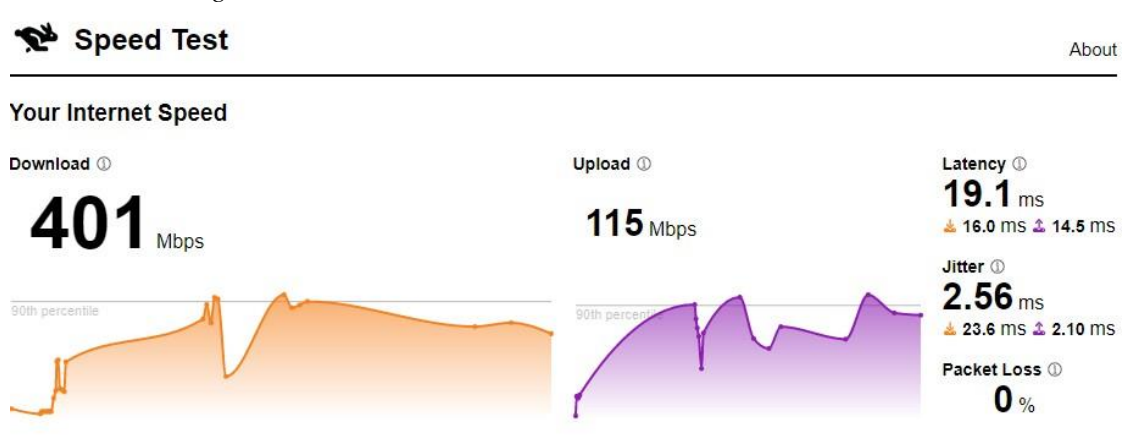 Speed Test
About
Your Internet Speed
Download ⓘ
401 Mbps
90th percentile
Upload ⓘ
115 Mbps
90th percentile
Latency ⓘ
19.1 ms
16.0 ms 14.5 ms
Jitter ⓘ
2.56 ms
23.6 ms 2.10 ms
Packet Loss ⓘ
0 %